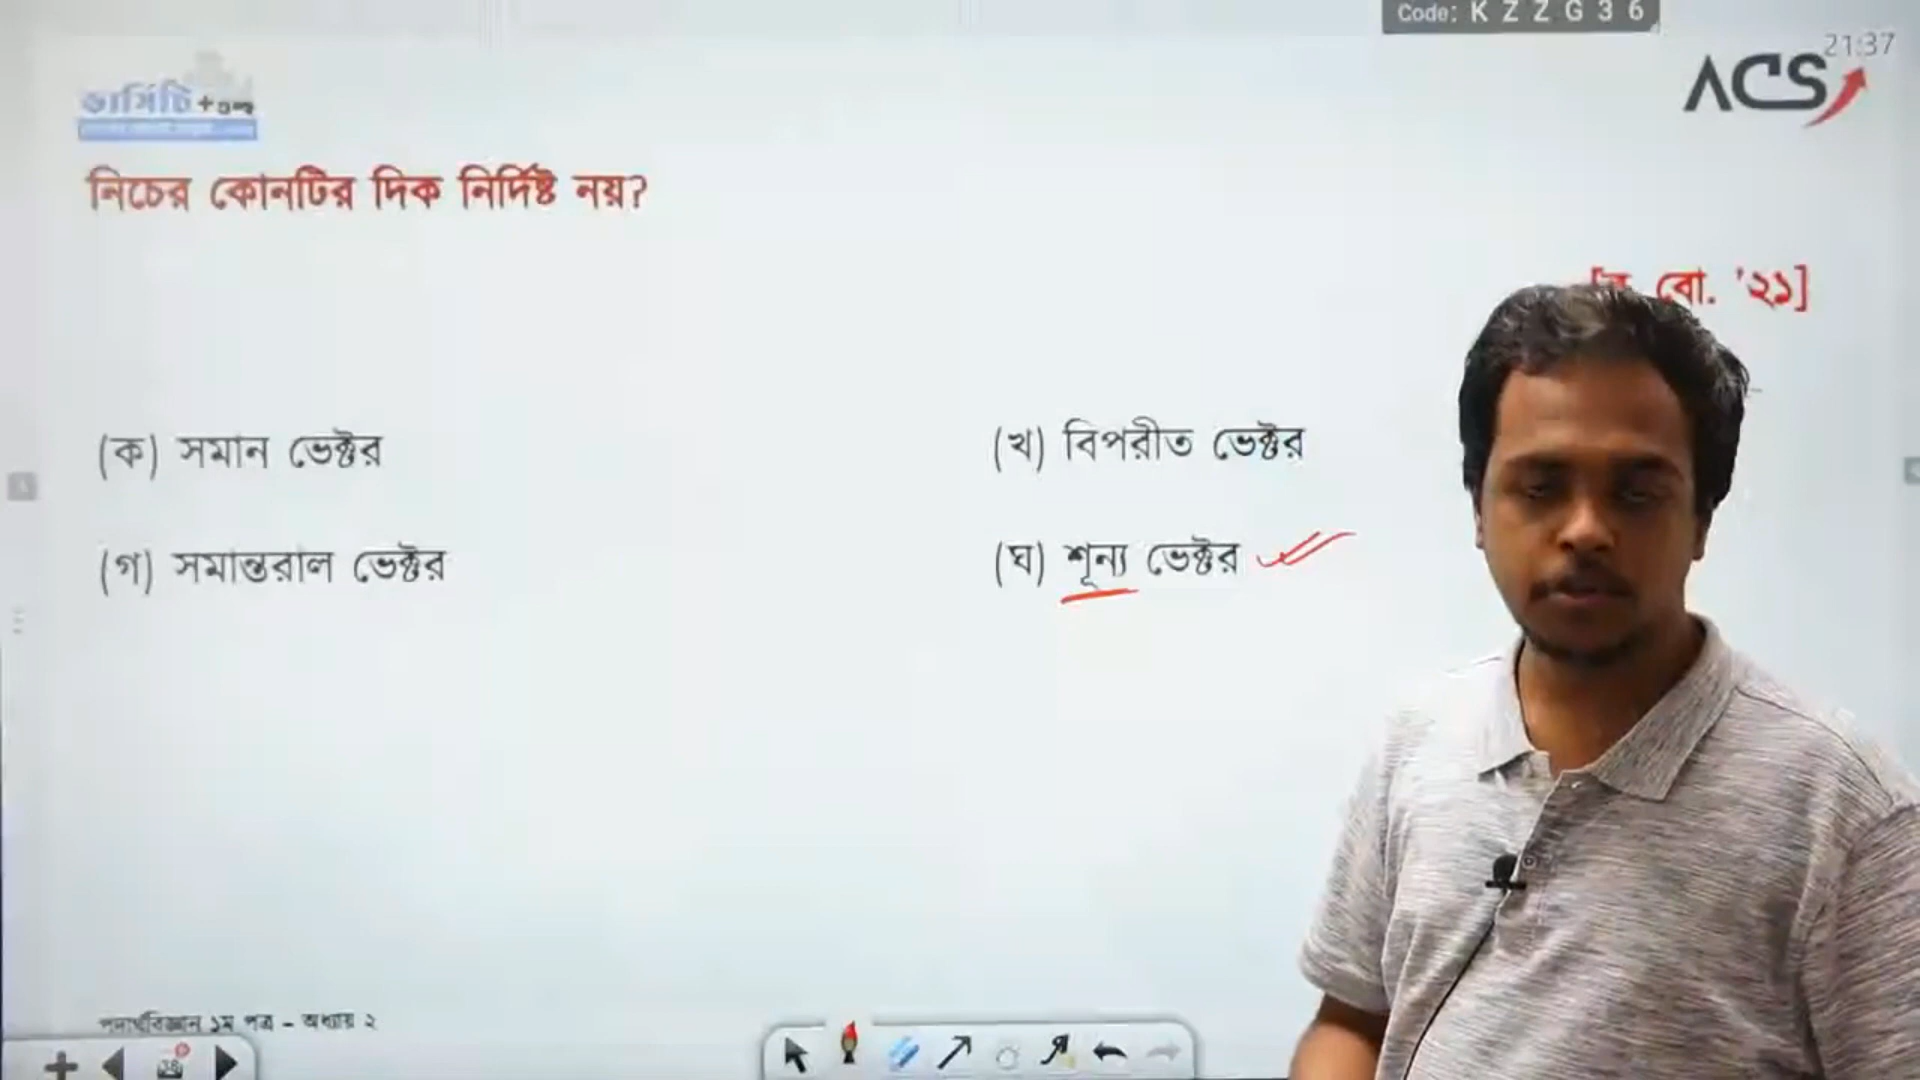 Code: K Z Z G 3 6
21:37
ACS
ভার্সিটি +
নিচের কোনটির দিক নির্দিষ্ট নয়?
বো. '২১]
(ক) সমান ভেক্টর
(খ) বিপরীত ভেক্টর
(গ) সমান্তরাল ভেক্টর
(ঘ) শূন্য ভেক্টর
পদার্থবিজ্ঞান ১ম পত্র – অধ্যায় ২